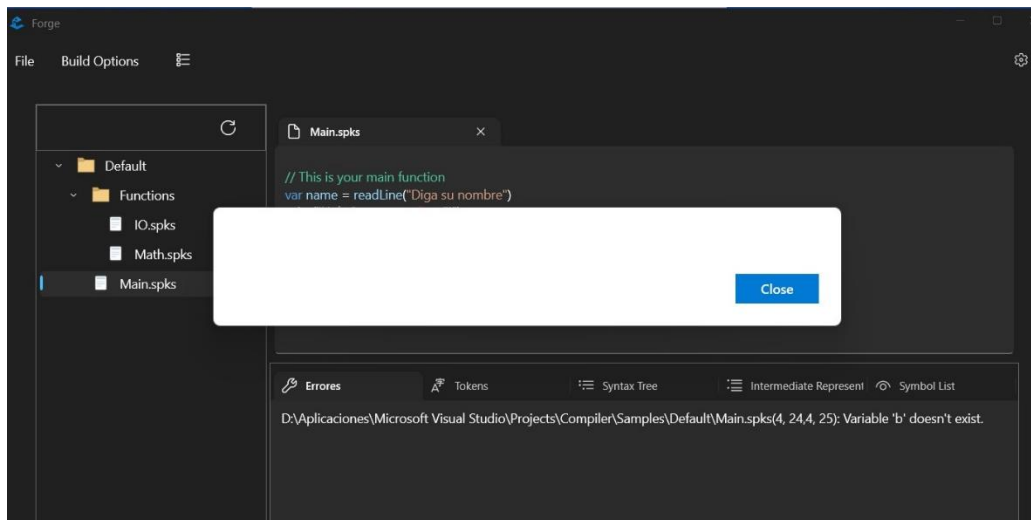 Forge
File Build Options
Main.spks
Default
Functions
IO.spks
Math.spks
Main.spks
// This is your main function
var name = readLine("Diga su nombre")
Close
Errores Tokens Syntax Tree Intermediate Represent Symbol List
D:\Aplicaciones\Microsoft Visual Studio\Projects\Compiler\Samples\Default\Main.spks(4, 24,4, 25): Variable 'b' doesn't exist.